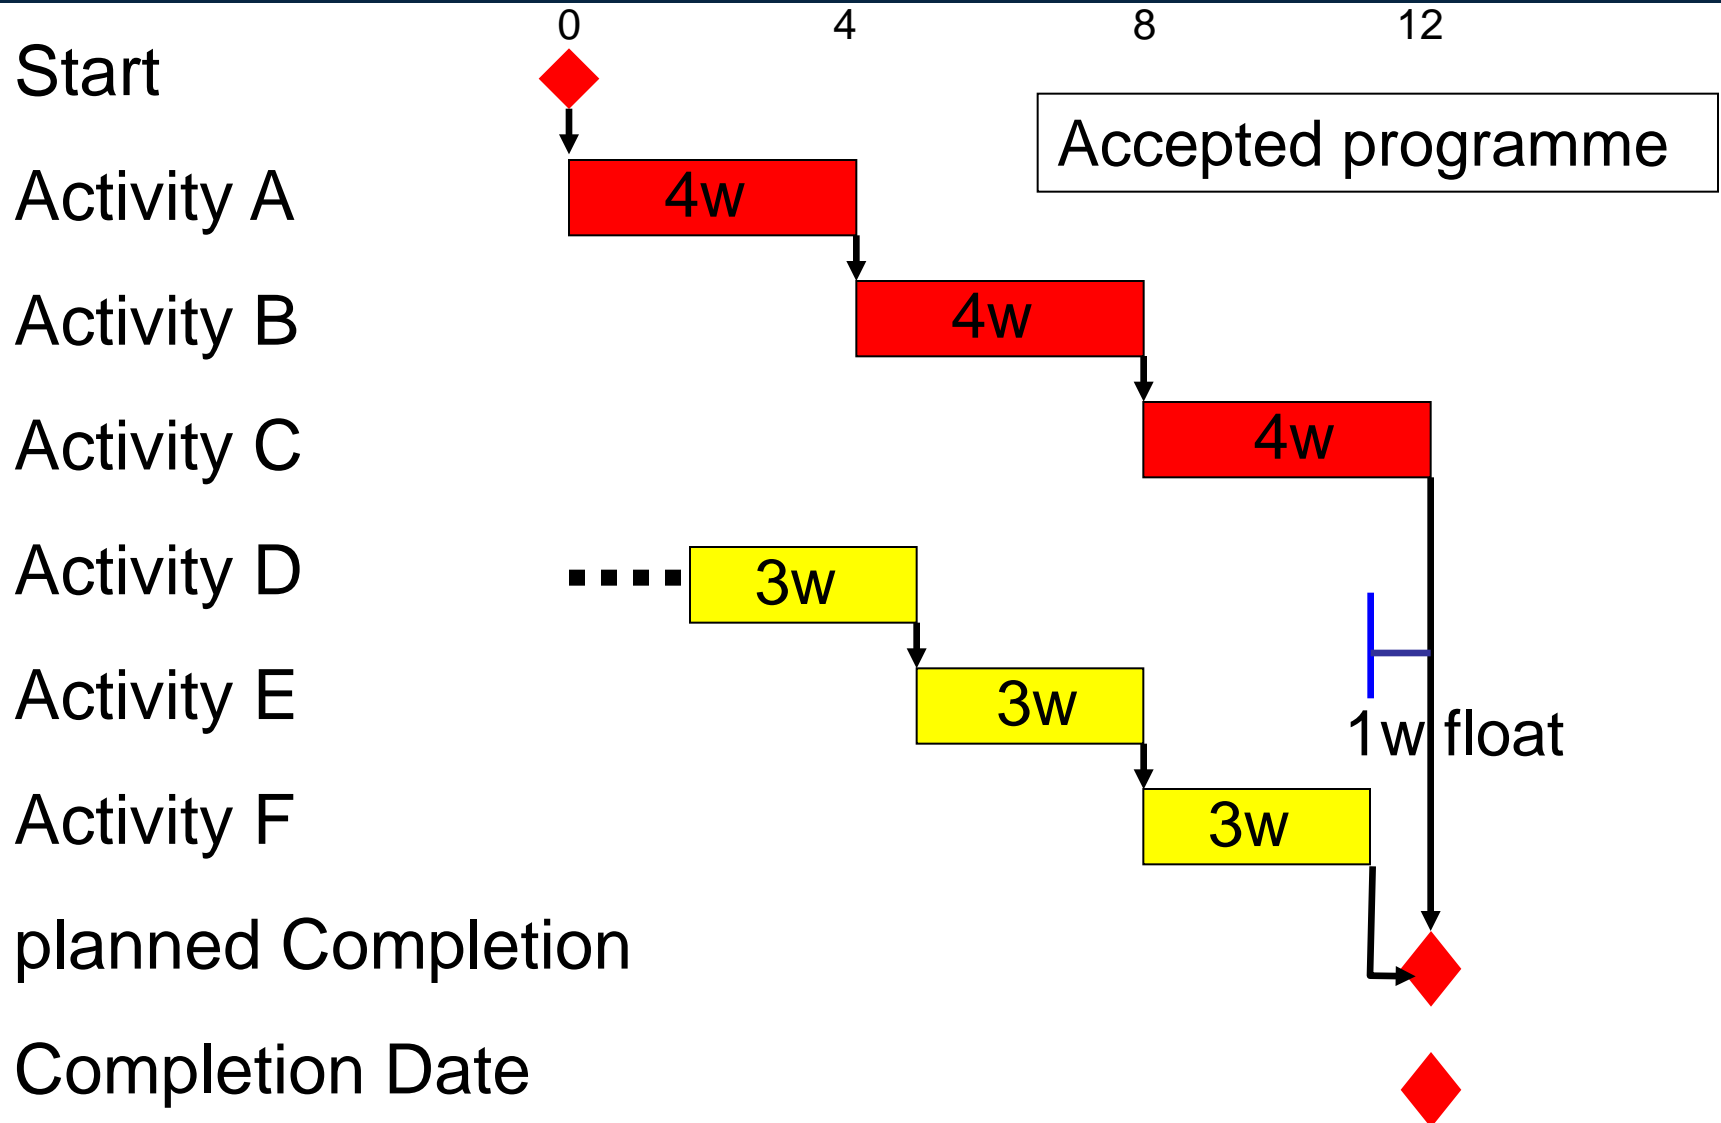 0 4 8 12
Start
Accepted programme
Activity A 4w
Activity B 4w
Activity C 4w
Activity D 3w
Activity E 3w
1w float
Activity F 3w
planned Completion
Completion Date